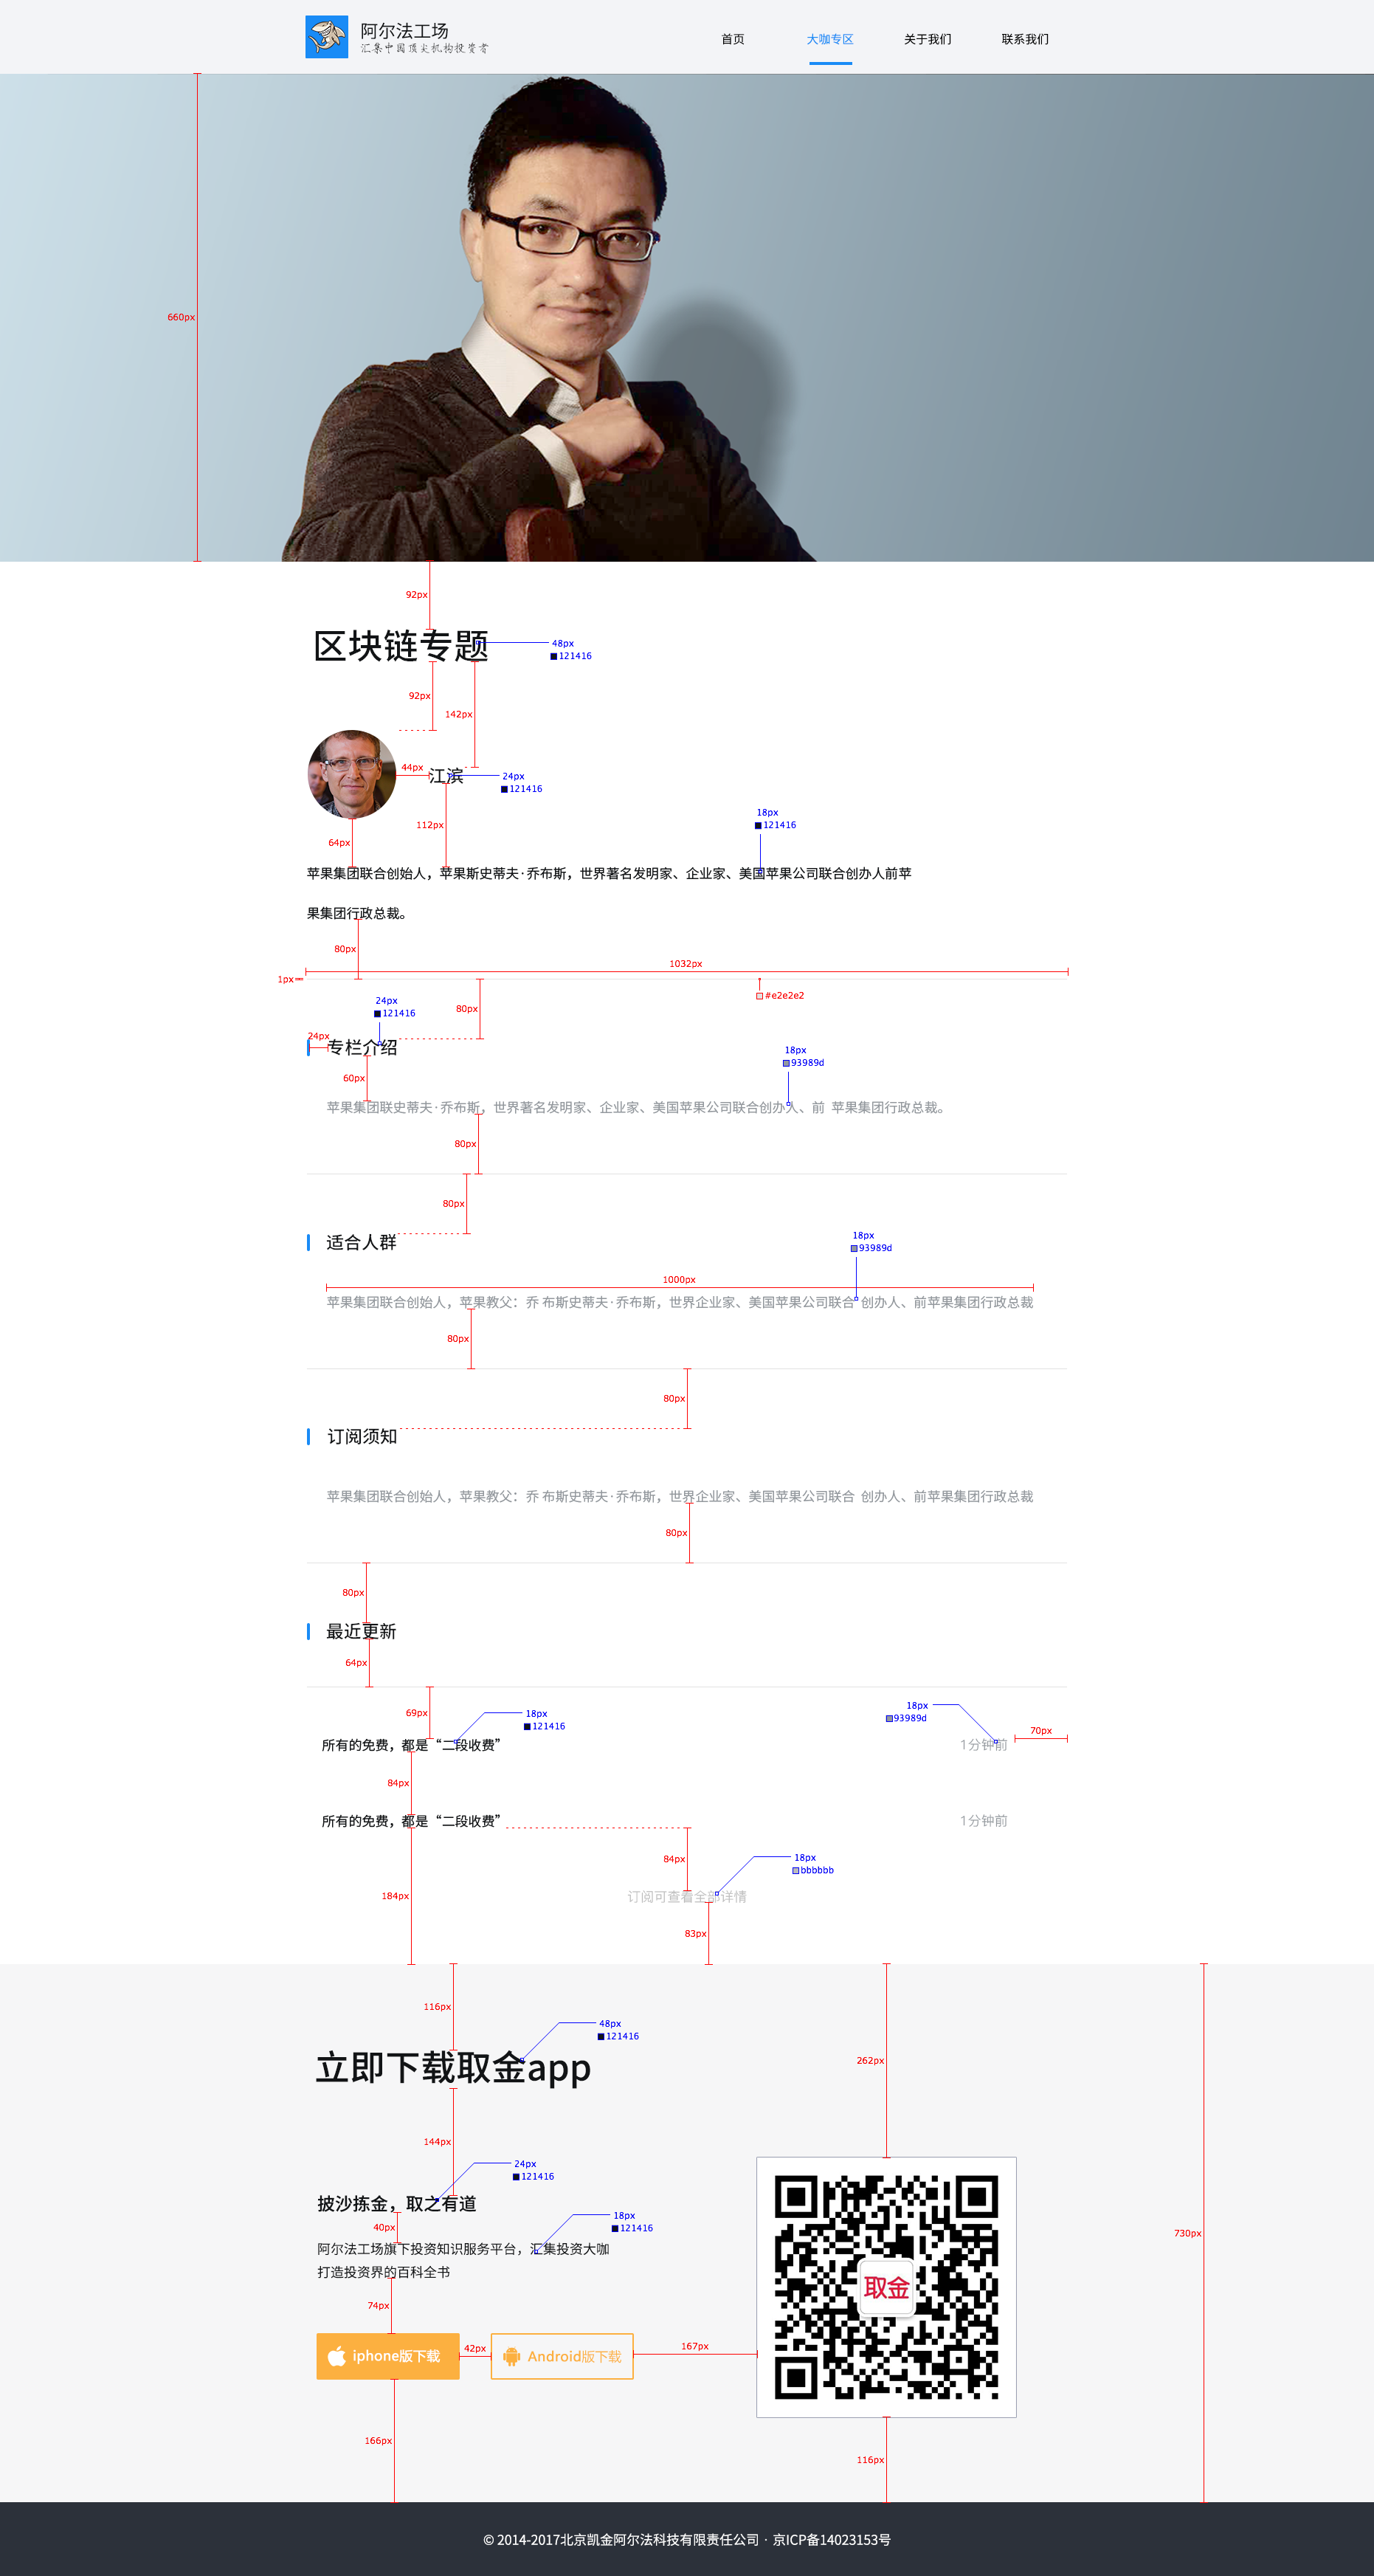 阿尔法工场
汇集中国顶尖机构投资者
首页
大咖专区
关于我们
联系我们
660px
92px
区块链专题
48px
121416
92px
142px
44px
江滨
24px
121416
112px
18px
121416
64px
苹果集团联合创始人，苹果斯史蒂夫·乔布斯，世界著名发明家、企业家、美国苹果公司联合创办人前苹
果集团行政总裁。
80px
1032px
1px
#e2e2e2
24px
121416
80px
24px
专栏介绍
18px
93989d
60px
苹果集团联史蒂夫·乔布斯，世界著名发明家、企业家、美国苹果公司联合创办人、前 苹果集团行政总裁。
80px
80px
适合人群
18px
93989d
1000px
苹果集团联合创始人，苹果教父：乔 布斯史蒂夫·乔布斯，世界企业家、美国苹果公司联合 创办人、前苹果集团行政总裁
80px
80px
订阅须知
苹果集团联合创始人，苹果教父：乔 布斯史蒂夫·乔布斯，世界企业家、美国苹果公司联合 创办人、前苹果集团行政总裁
80px
80px
最近更新
64px
69px
18px
121416
18px
93989d
70px
所有的免费，都是“二段收费”
1分钟前
84px
所有的免费，都是“二段收费”
1分钟前
84px
18px
bbbbbb
184px
订阅可查看全部详情
83px
116px
48px
121416
262px
立即下载取金app
144px
24px
121416
披沙拣金，取之有道
18px
121416
40px
730px
阿尔法工场旗下投资知识服务平台，汇集投资大咖
打造投资界的百科全书
取金
74px
iphone版下载
42px
Android版下载
167px
166px
116px
© 2014-2017北京凯金阿尔法科技有限责任公司 · 京ICP备14023153号